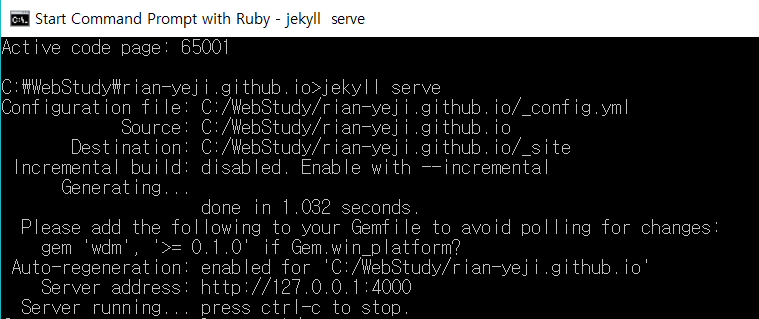 Start Command Prompt with Ruby - jekyll serve
Active code page: 65001
C:₩WebStudy₩rian-yeji.github.io>jekyll serve
Configuration file: C:/WebStudy/rian-yeji.github.io/_config.yml
Source: C:/WebStudy/rian-yeji.github.io
Destination: C:/WebStudy/rian-yeji.github.io/_site
Incremental build: disabled. Enable with --incremental
Generating...
done in 1.032 seconds.
Please add the following to your Gemfile to avoid polling for changes:
gem 'wdm', '>= 0.1.0' if Gem.win_platform?
Auto-regeneration: enabled for 'C:/WebStudy/rian-yeji.github.io'
Server address: http://127.0.0.1:4000
Server running... press ctrl-c to stop.